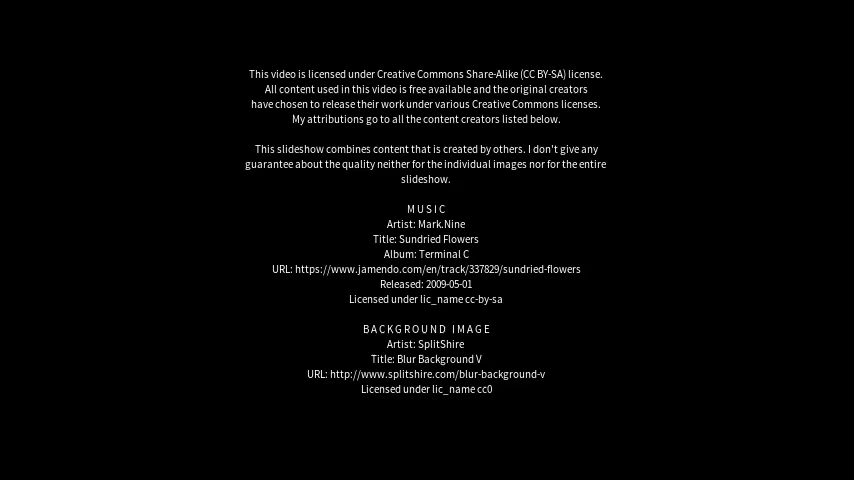 This video is licensed under Creative Commons Share-Alike (CC BY-SA) license.
All content used in this video is free available and the original creators
have chosen to release their work under various Creative Commons licenses.
My attributions go to all the content creators listed below.
This slideshow combines content that is created by others. I don't give any
guarantee about the quality neither for the individual images nor for the entire
slideshow.
MUSIC
Artist: Mark.Nine
Title: Sundried Flowers
Album: Terminal C
URL: https://www.jamendo.com/en/track/337829/sundried-flowers
Released: 2009-05-01
Licensed under lic_name cc-by-sa
BACKGROUND IMAGE
Artist: SplitShire
Title: Blur Background V
URL: http://www.splitshire.com/blur-background-v
Licensed under lic_name cc0